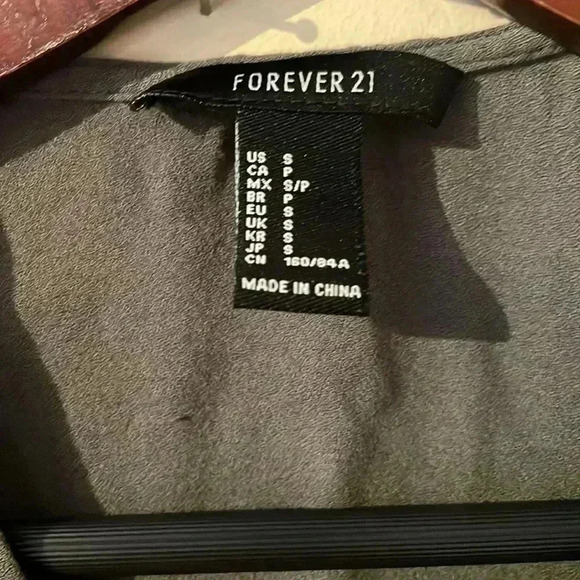 FOREVER 21
US S
CA P
MX S/P
BR P
EU S
UK S
KR S
JP S
CN 160/84A
MADE IN CHINA